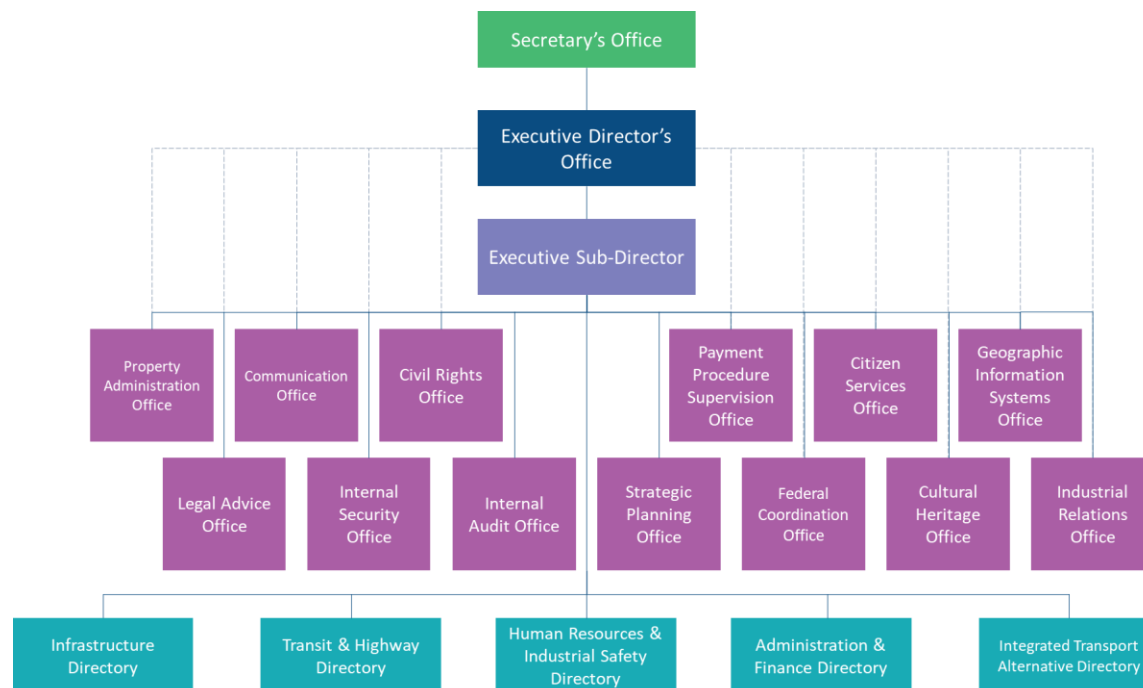 Secretary's Office
Executive Director's
Office
Executive Sub-Director
Property
Administration
Office
Communication
Office
Civil Rights
Office
Payment
Procedure
Supervision
Office
Citizen
Services
Office
Geographic
Information
Systems
Office
Legal Advice
Office
Internal
Security
Office
Internal
Audit Office
Strategic
Planning
Office
Federal
Coordination
Office
Cultural
Heritage
Office
Industrial
Relations
Office
Infrastructure
Directory
Transit & Highway
Directory
Human Resources &
Industrial Safety
Directory
Administration &
Finance Directory
Integrated Transport
Alternative Directory